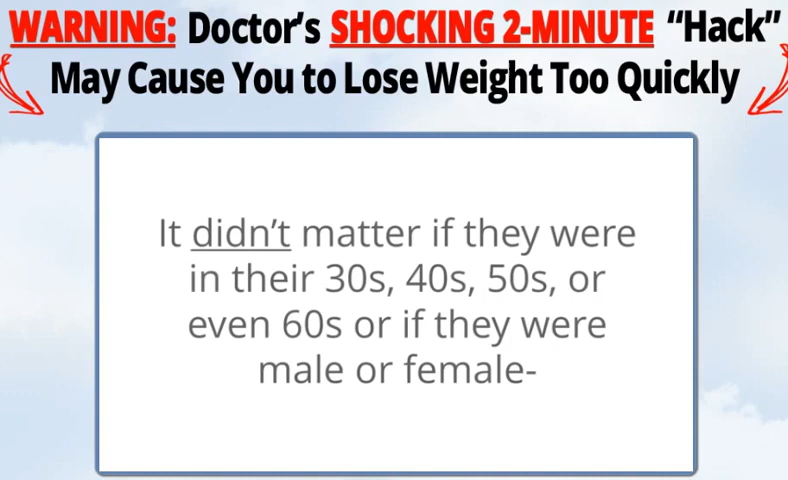 WARNING: Doctor's SHOCKING 2-MINUTE “Hack”
May Cause You to Lose Weight Too Quickly
It didn't matter if they were
in their 30s, 40s, 50s, or
even 60s or if they were
male or female-